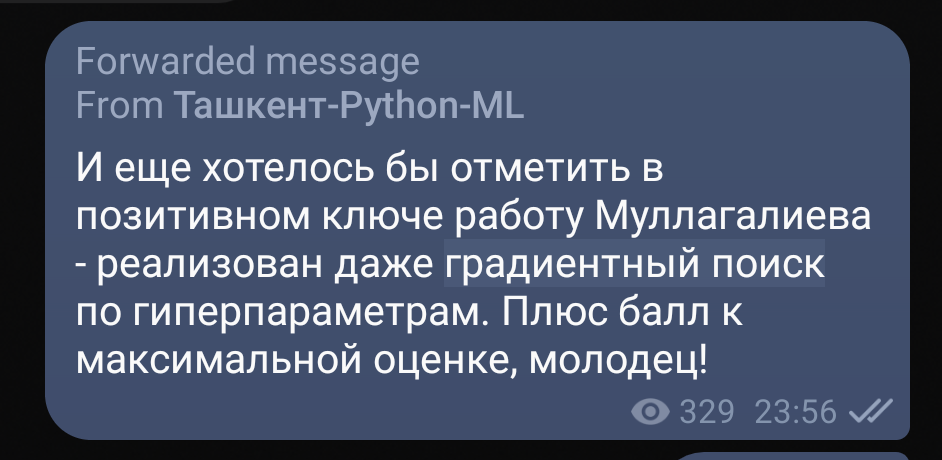 Forwarded message
From Ташкент-Python-ML
И еще хотелось бы отметить в
позитивном ключе работу Муллагалиева
- реализован даже градиентный поиск
по гиперпараметрам. Плюс балл к
максимальной оценке, молодец!
329 23:56